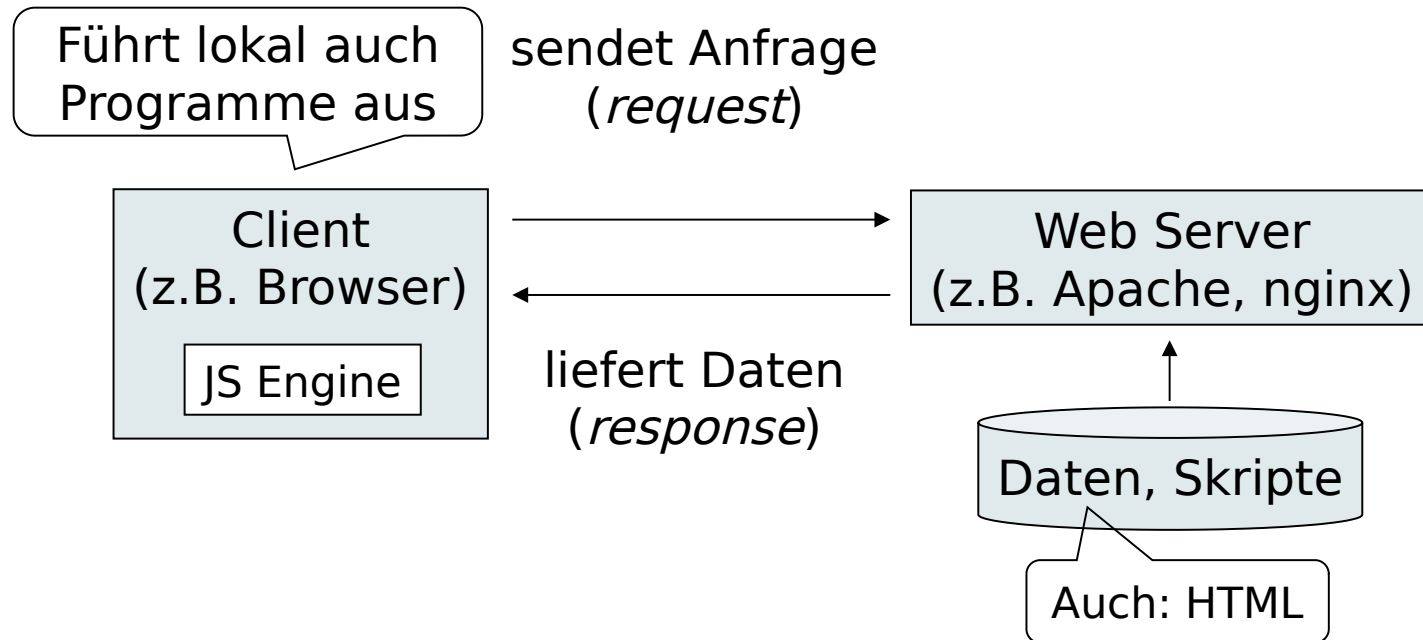 Führt lokal auch
Programme aus
sendet Anfrage
(request)
Client
(z.B. Browser)
JS Engine
Web Server
(z.B. Apache, nginx)
liefert Daten
(response)
Daten, Skripte
Auch: HTML